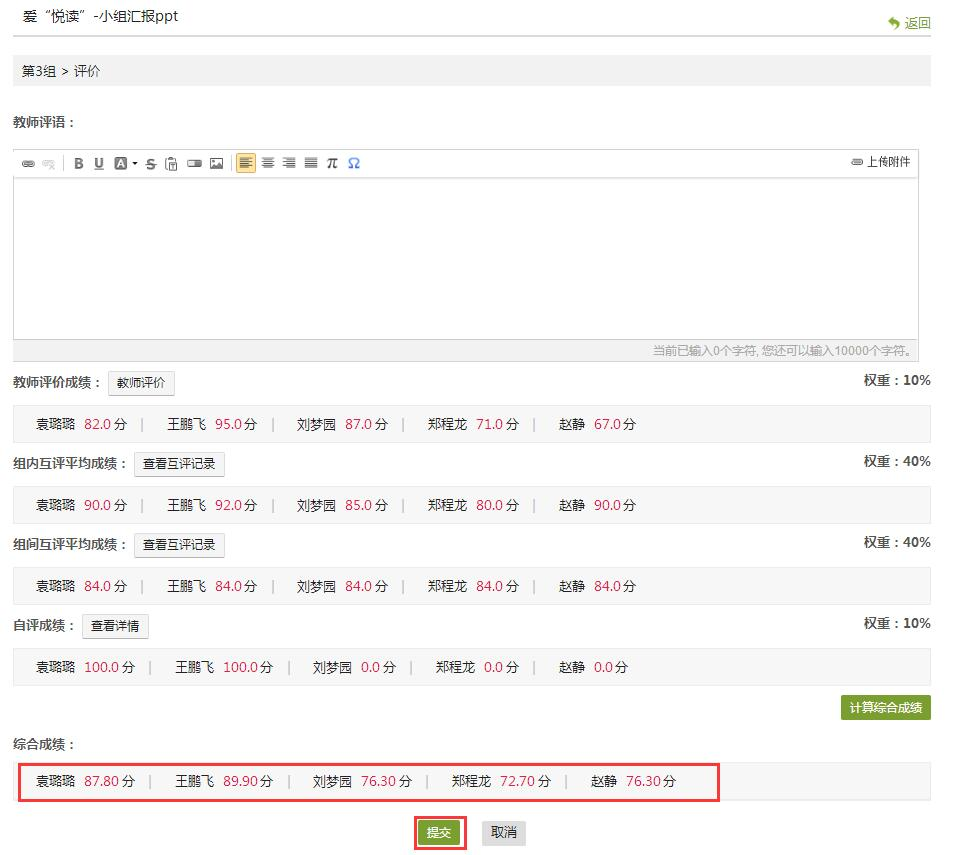 爱“悦读”-小组汇报ppt
返回
第3组 > 评价
教师评语：
B U A S π Ω 上传附件
当前已输入0个字符, 您还可以输入10000个字符。
教师评价成绩： 教师评价 权重：10%
袁璐璐 82.0 分 | 王鹏飞 95.0 分 | 刘梦园 87.0 分 | 郑程龙 71.0 分 | 赵静 67.0 分
组内互评平均成绩： 查看互评记录 权重：40%
袁璐璐 90.0 分 | 王鹏飞 92.0 分 | 刘梦园 85.0 分 | 郑程龙 80.0 分 | 赵静 90.0 分
组间互评平均成绩： 查看互评记录 权重：40%
袁璐璐 84.0 分 | 王鹏飞 84.0 分 | 刘梦园 84.0 分 | 郑程龙 84.0 分 | 赵静 84.0 分
自评成绩： 查看详情 权重：10%
袁璐璐 100.0 分 | 王鹏飞 100.0 分 | 刘梦园 0.0 分 | 郑程龙 0.0 分 | 赵静 0.0 分
计算综合成绩
综合成绩：
袁璐璐 87.80 分 | 王鹏飞 89.90 分 | 刘梦园 76.30 分 | 郑程龙 72.70 分 | 赵静 76.30 分
提交 取消